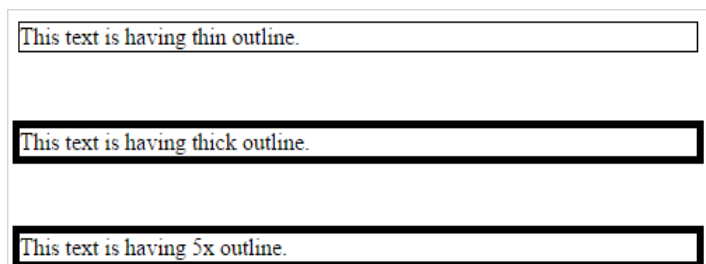 This text is having thin outline.
This text is having thick outline.
This text is having 5x outline.